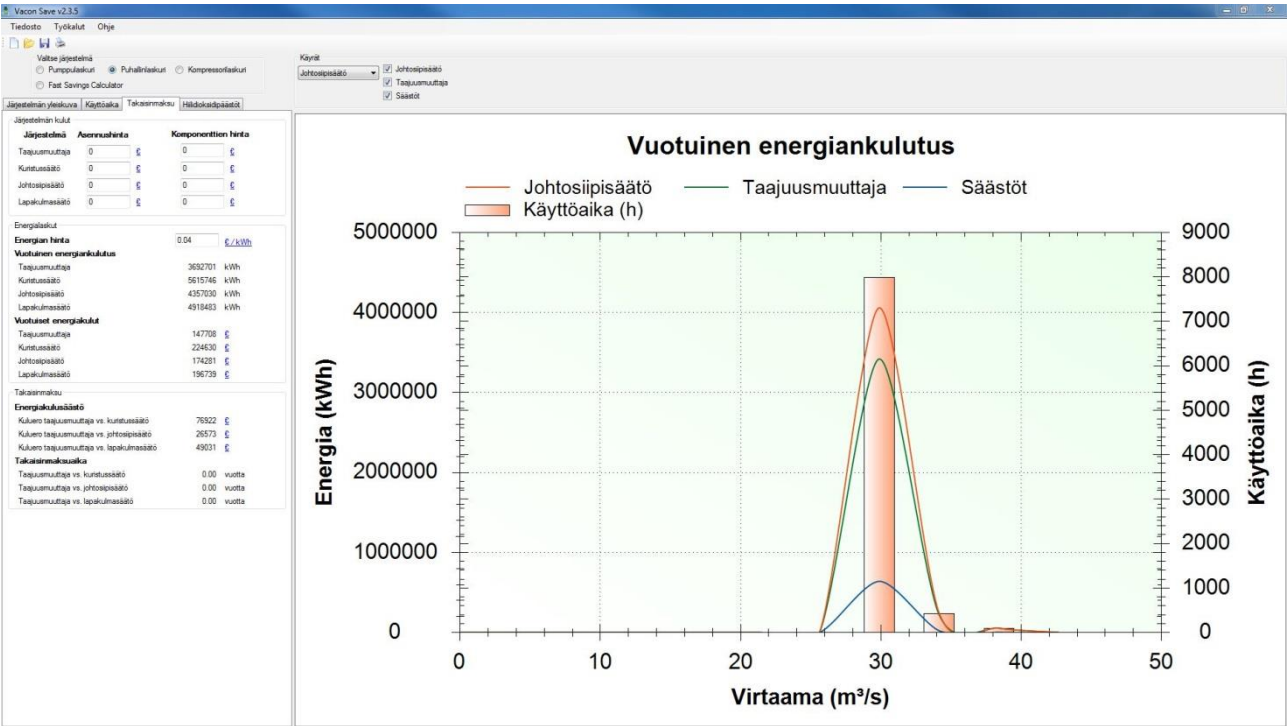 Vacon Save v2.3.5
Tiedosto Työkalut Ohje
Valitse järjestelmä
Pumppulaskuri Puhallinlaskuri Kompressorilaskuri
Fast Savings Calculator
Järjestelmän yleiskuva Käyttöaika Takaisinmaksu Hiilidioksidipäästöt
Järjestelmän kulut
Järjestelmä Asennushinta Komponenttien hinta
Taajuusmuuttaja 0 € 0 €
Kuristussäätö 0 € 0 €
Johtosiipisäätö 0 € 0 €
Lapakulmasäätö 0 € 0 €
Energialaskut
Energian hinta 0.04 €/kWh
Vuotuinen energiankulutus
Taajuusmuuttaja 3692701 kWh
Kuristussäätö 5615746 kWh
Johtosiipisäätö 4357030 kWh
Lapakulmasäätö 4918483 kWh
Vuotuiset energiakulut
Taajuusmuuttaja 147708 €
Kuristussäätö 224630 €
Johtosiipisäätö 174281 €
Lapakulmasäätö 196739 €
Takaisinmaksu
Energiakulusäästö
Kuluero taajuusmuuttaja vs. kuristussäätö 76922 €
Kuluero taajuusmuuttaja vs. johtosiipisäätö 26573 €
Kuluero taajuusmuuttaja vs. lapakulmasäätö 49031 €
Takaisinmaksuaika
Taajuusmuuttaja vs. kuristussäätö 0.00 vuotta
Taajuusmuuttaja vs. johtosiipisäätö 0.00 vuotta
Taajuusmuuttaja vs. lapakulmasäätö 0.00 vuotta
Käyrät
Johtosiipisäätö Johtosiipisäätö
Taajuusmuuttaja
Säästöt
Vuotuinen energiankulutus
Johtosiipisäätö Taajuusmuuttaja Säästöt
Käyttöaika (h)
5000000
4000000
3000000
2000000
1000000
0
Energia (kWh)
9000
8000
7000
6000
5000
4000
3000
2000
1000
0
Käyttöaika (h)
0 10 20 30 40 50
Virtaama (m³/s)